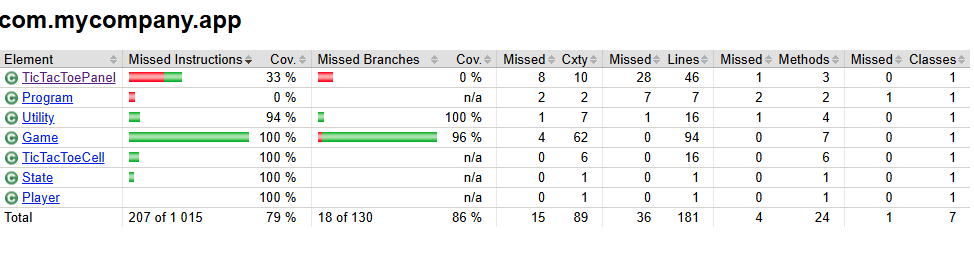 com.mycompany.app
Element Missed Instructions Cov. Missed Branches Cov. Missed Cxty Missed Lines Missed Methods Missed Classes
C TicTacToePanel 33 % 0 % 8 10 28 46 1 3 0 1
C Program 0 % n/a 2 2 7 7 2 2 1 1
C Utility 94 % 100 % 1 7 1 16 1 4 0 1
C Game 100 % 96 % 4 62 0 94 0 7 0 1
C TicTacToeCell 100 % n/a 0 6 0 16 0 6 0 1
C State 100 % n/a 0 1 0 1 0 1 0 1
C Player 100 % n/a 0 1 0 1 0 1 0 1
Total 207 of 1 015 79 % 18 of 130 86 % 15 89 36 181 4 24 1 7